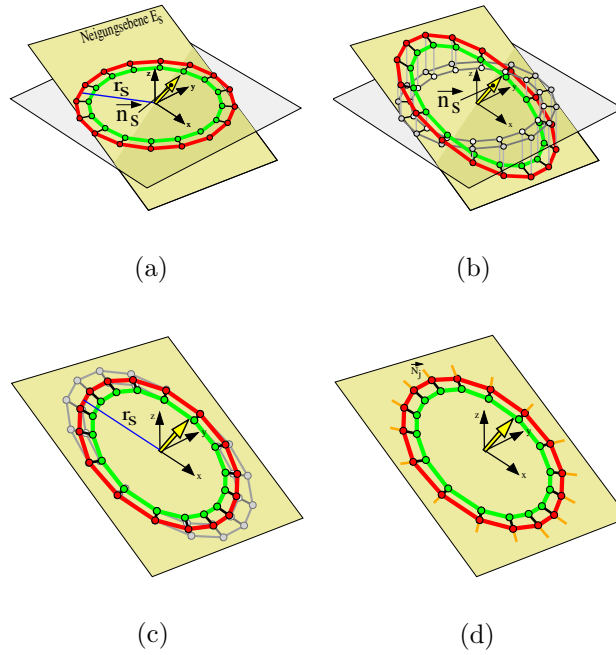 Neigungsebene E_S
z
r_S
y
n_S
x
(a)
z
y
n_S
x
(b)
r_S
z
y
x
(c)
N_j
z
y
x
(d)